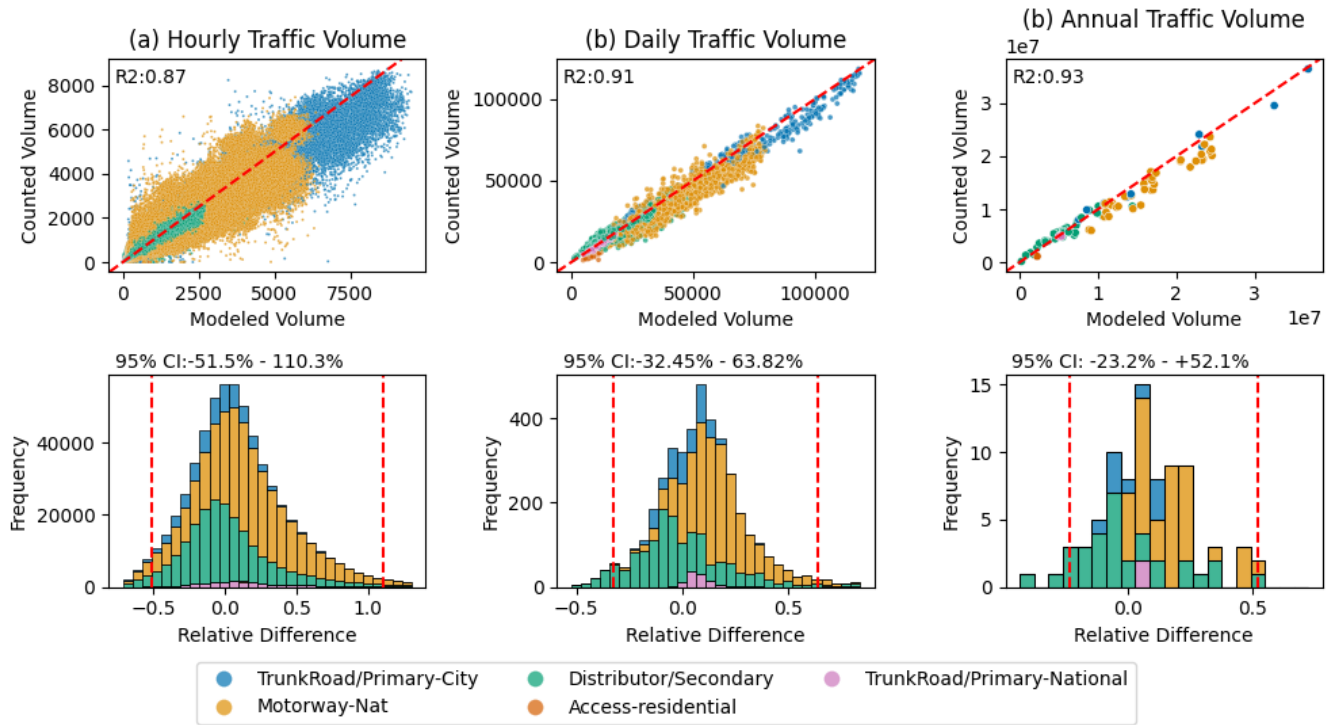 (a) Hourly Traffic Volume
R2:0.87
8000
6000
4000
2000
0
Counted Volume
0 2500 5000 7500
Modeled Volume
(b) Daily Traffic Volume
R2:0.91
100000
50000
0
Counted Volume
0 50000 100000
Modeled Volume
(b) Annual Traffic Volume
1e7
R2:0.93
3
2
1
0
Counted Volume
0 1 2 3
Modeled Volume 1e7
95% CI:-51.5% - 110.3%
40000
20000
0
Frequency
−0.5 0.0 0.5 1.0
Relative Difference
95% CI:-32.45% - 63.82%
400
200
0
Frequency
−0.5 0.0 0.5
Relative Difference
95% CI: -23.2% - +52.1%
15
10
5
0
Frequency
0.0 0.5
Relative Difference
TrunkRoad/Primary-City
Motorway-Nat
Distributor/Secondary
Access-residential
TrunkRoad/Primary-National